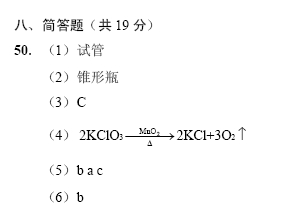 八、简答题（共 19 分）
50. （1）试管
（2）锥形瓶
（3）C
（4）2KClO₃ —MnO₂/Δ→ 2KCl+3O₂↑
（5）b a c
（6）b